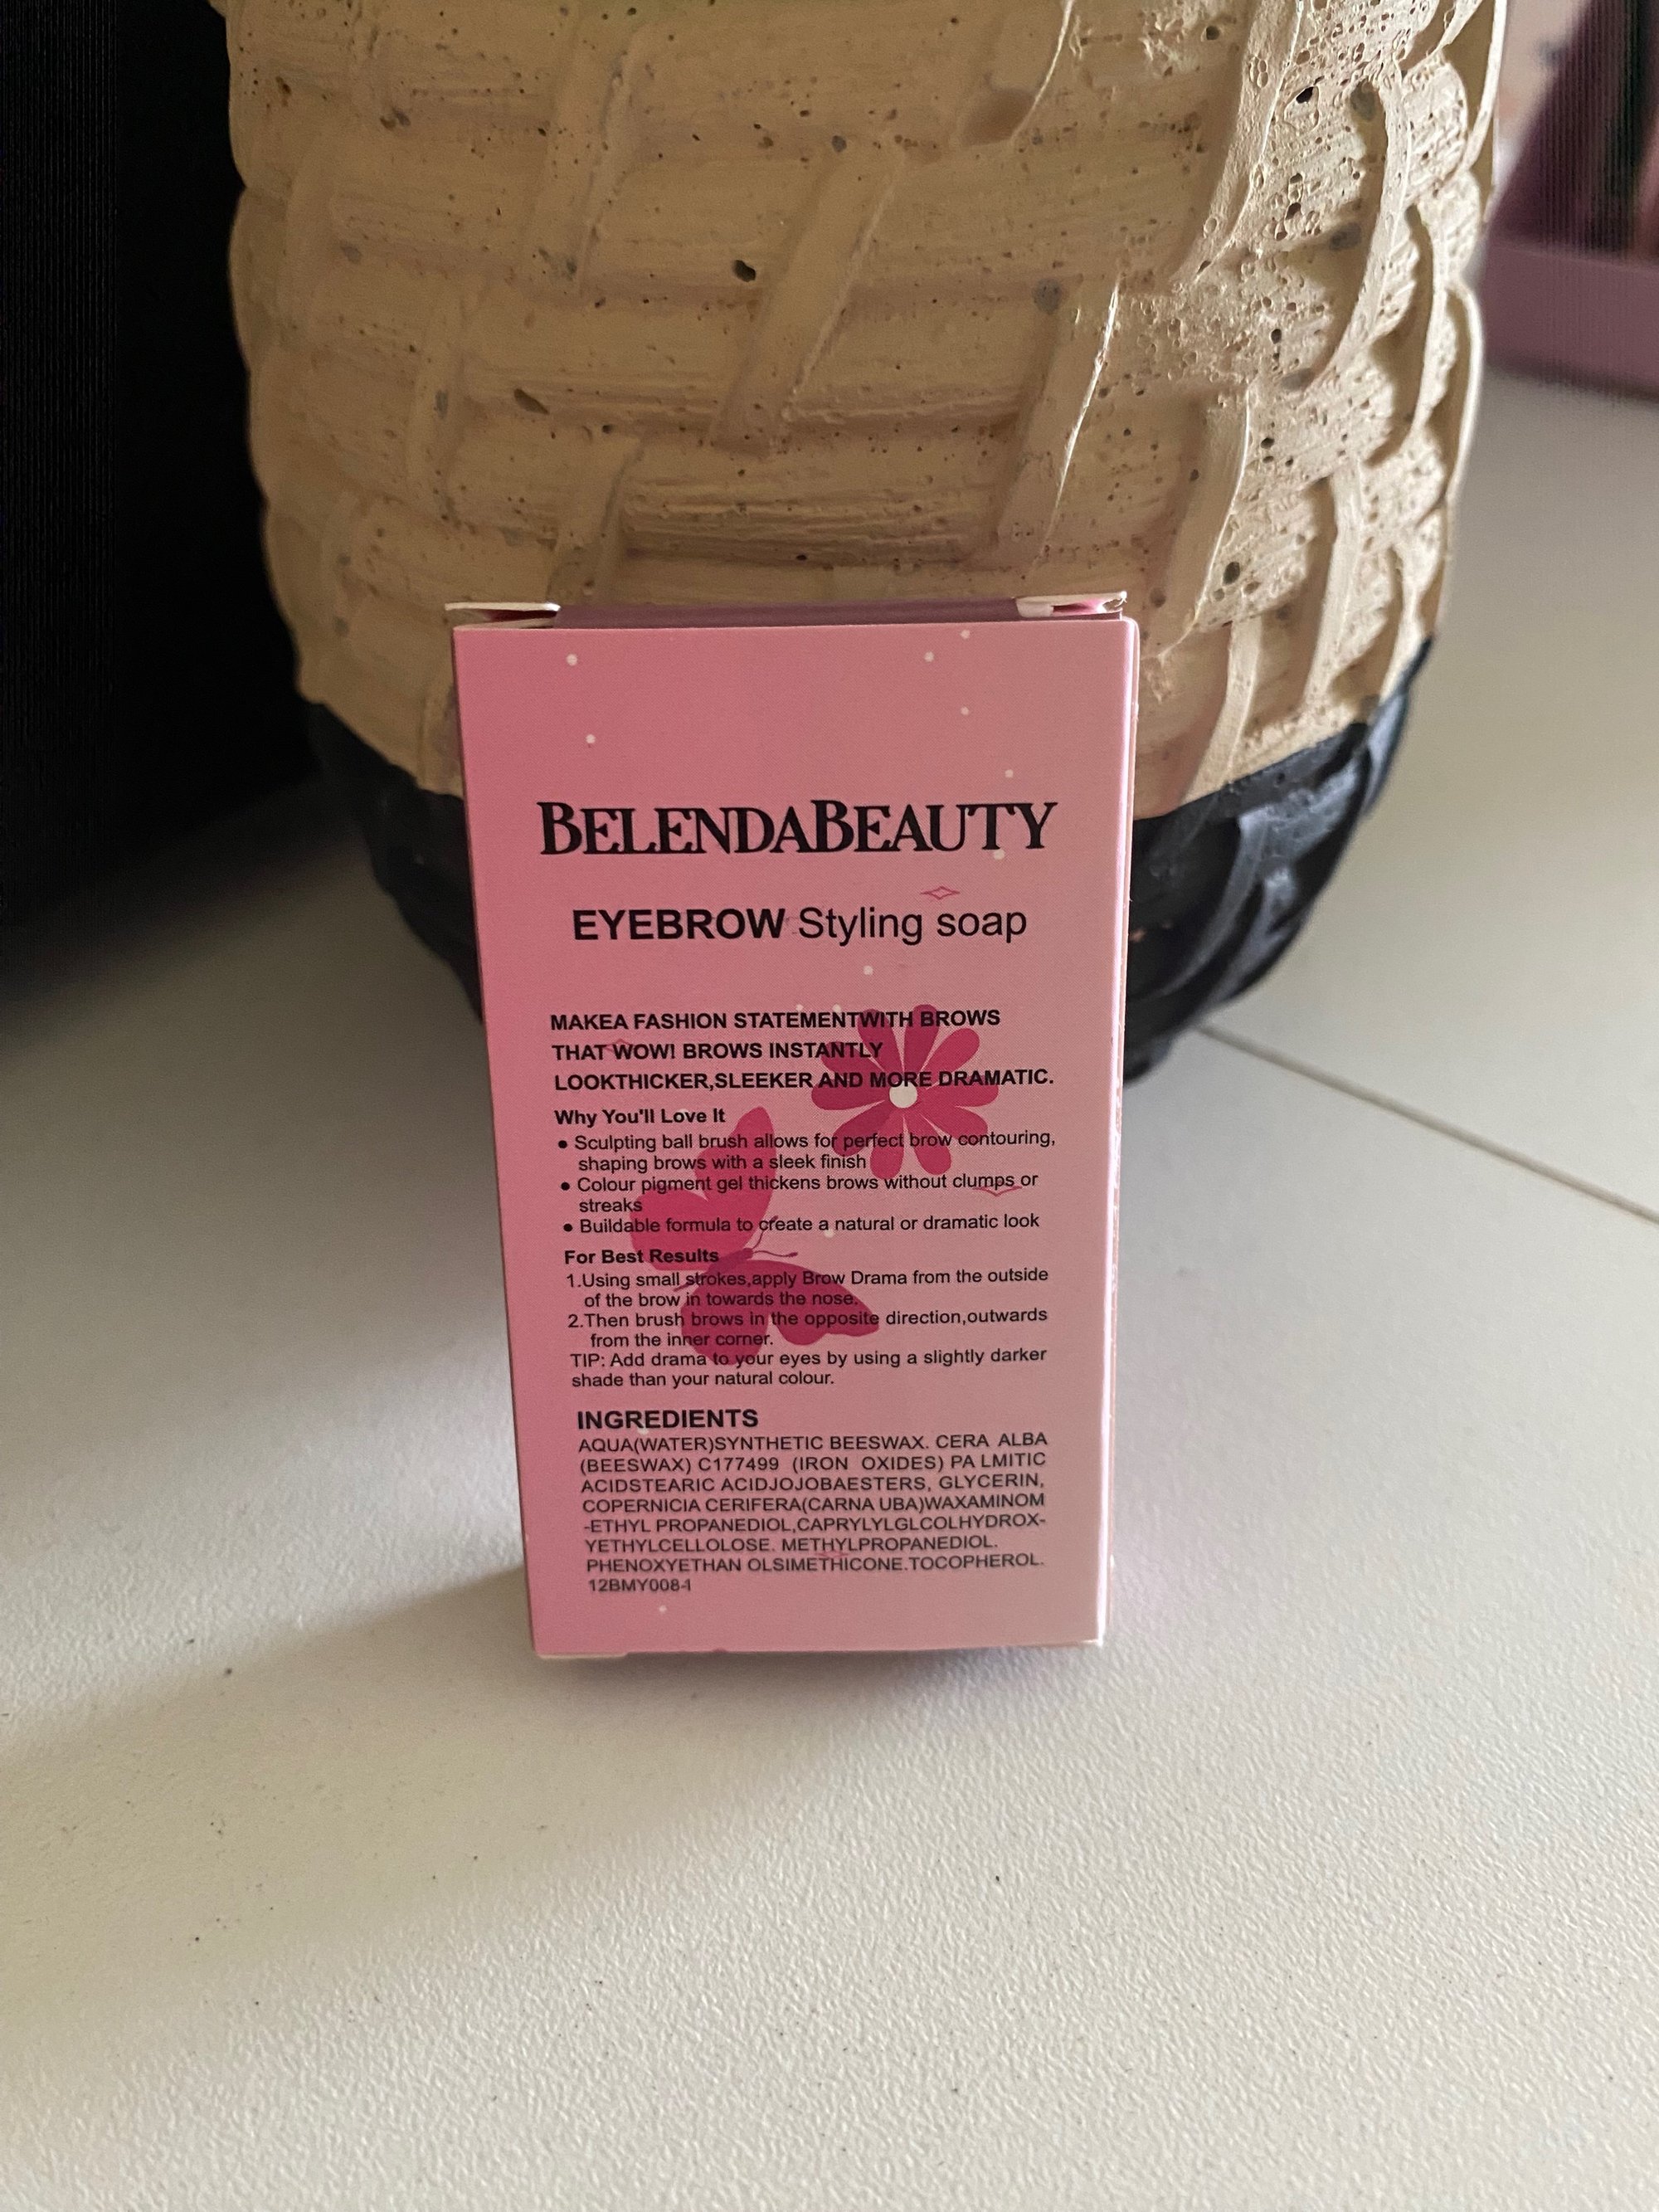 BELENDABEAUTY
EYEBROW Styling soap
MAKEA FASHION STATEMENTWITH BROWS
THAT WOW! BROWS INSTANTLY
LOOKTHICKER,SLEEKER AND MORE DRAMATIC.
Why You'll Love It
● Sculpting ball brush allows for perfect brow contouring,
shaping brows with a sleek finish
● Colour pigment gel thickens brows without clumps or
streaks
● Buildable formula to create a natural or dramatic look
For Best Results
1.Using small strokes,apply Brow Drama from the outside
of the brow in towards the nose.
2.Then brush brows in the opposite direction,outwards
from the inner corner.
TIP: Add drama to your eyes by using a slightly darker
shade than your natural colour.
INGREDIENTS
AQUA(WATER)SYNTHETIC BEESWAX. CERA ALBA
(BEESWAX) C177499 (IRON OXIDES) PA LMITIC
ACIDSTEARIC ACIDJOJOBAESTERS, GLYCERIN,
COPERNICIA CERIFERA(CARNA UBA)WAXAMINOM
-ETHYL PROPANEDIOL,CAPRYLYLGLCOLHYDROX-
YETHYLCELLOLOSE. METHYLPROPANEDIOL.
PHENOXYETHAN OLSIMETHICONE.TOCOPHEROL.
12BMY008-1